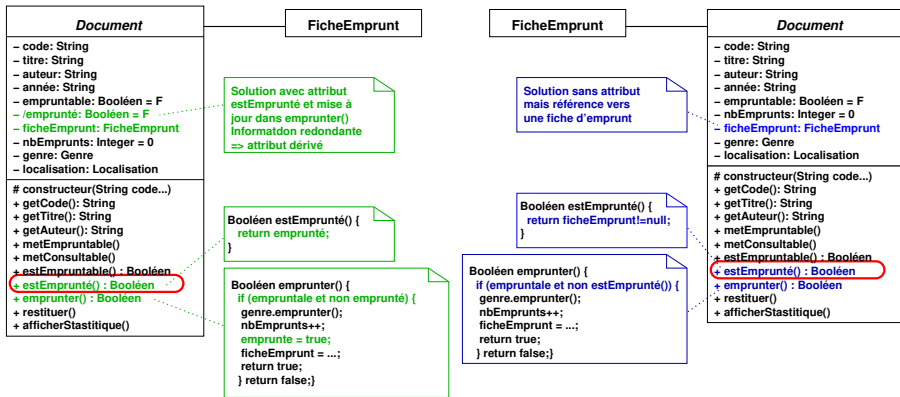 Document
– code: String
– titre: String
– auteur: String
– année: String
– empruntable: Booléen = F
– /emprunté: Booléen = F
– ficheEmprunt: FicheEmprunt
– nbEmprunts: Integer = 0
– genre: Genre
– localisation: Localisation
# constructeur(String code...)
+ getCode(): String
+ getTitre(): String
+ getAuteur(): String
+ metEmpruntable()
+ metConsultable()
+ estEmpruntable() : Booléen
+ estEmprunté() : Booléen
+ emprunter() : Booléen
+ restituer()
+ afficherStastitique()
FicheEmprunt
Solution avec attribut
estEmprunté et mise à
jour dans emprunter()
Informatdon redondante
=> attribut dérivé
Booléen estEmprunté() {
return emprunté;
}
Booléen emprunter() {
if (empruntale et non emprunté) {
genre.emprunter();
nbEmprunts++;
emprunte = true;
ficheEmprunt = ...;
return true;
} return false;}
FicheEmprunt
Solution sans attribut
mais référence vers
une fiche d'emprunt
Booléen estEmprunté() {
return ficheEmprunt!=null;
}
Booléen emprunter() {
if (empruntale et non estEmprunté()) {
genre.emprunter();
nbEmprunts++;
ficheEmprunt = ...;
return true;
} return false;}
Document
– code: String
– titre: String
– auteur: String
– année: String
– empruntable: Booléen = F
– nbEmprunts: Integer = 0
– ficheEmprunt: FicheEmprunt
– genre: Genre
– localisation: Localisation
# constructeur(String code...)
+ getCode(): String
+ getTitre(): String
+ getAuteur(): String
+ metEmpruntable()
+ metConsultable()
+ estEmpruntable() : Booléen
+ estEmprunté() : Booléen
+ emprunter() : Booléen
+ restituer()
+ afficherStastitique()